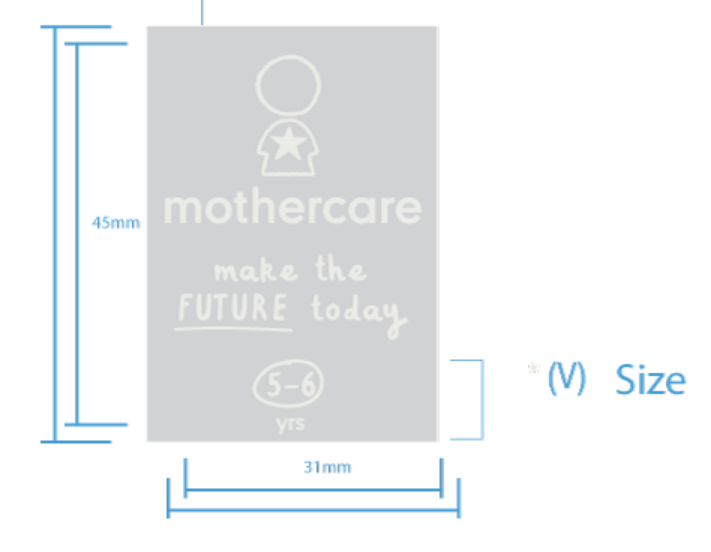 mothercare
45mm
make the
FUTURE today
5-6
yrs
*(V) Size
31mm